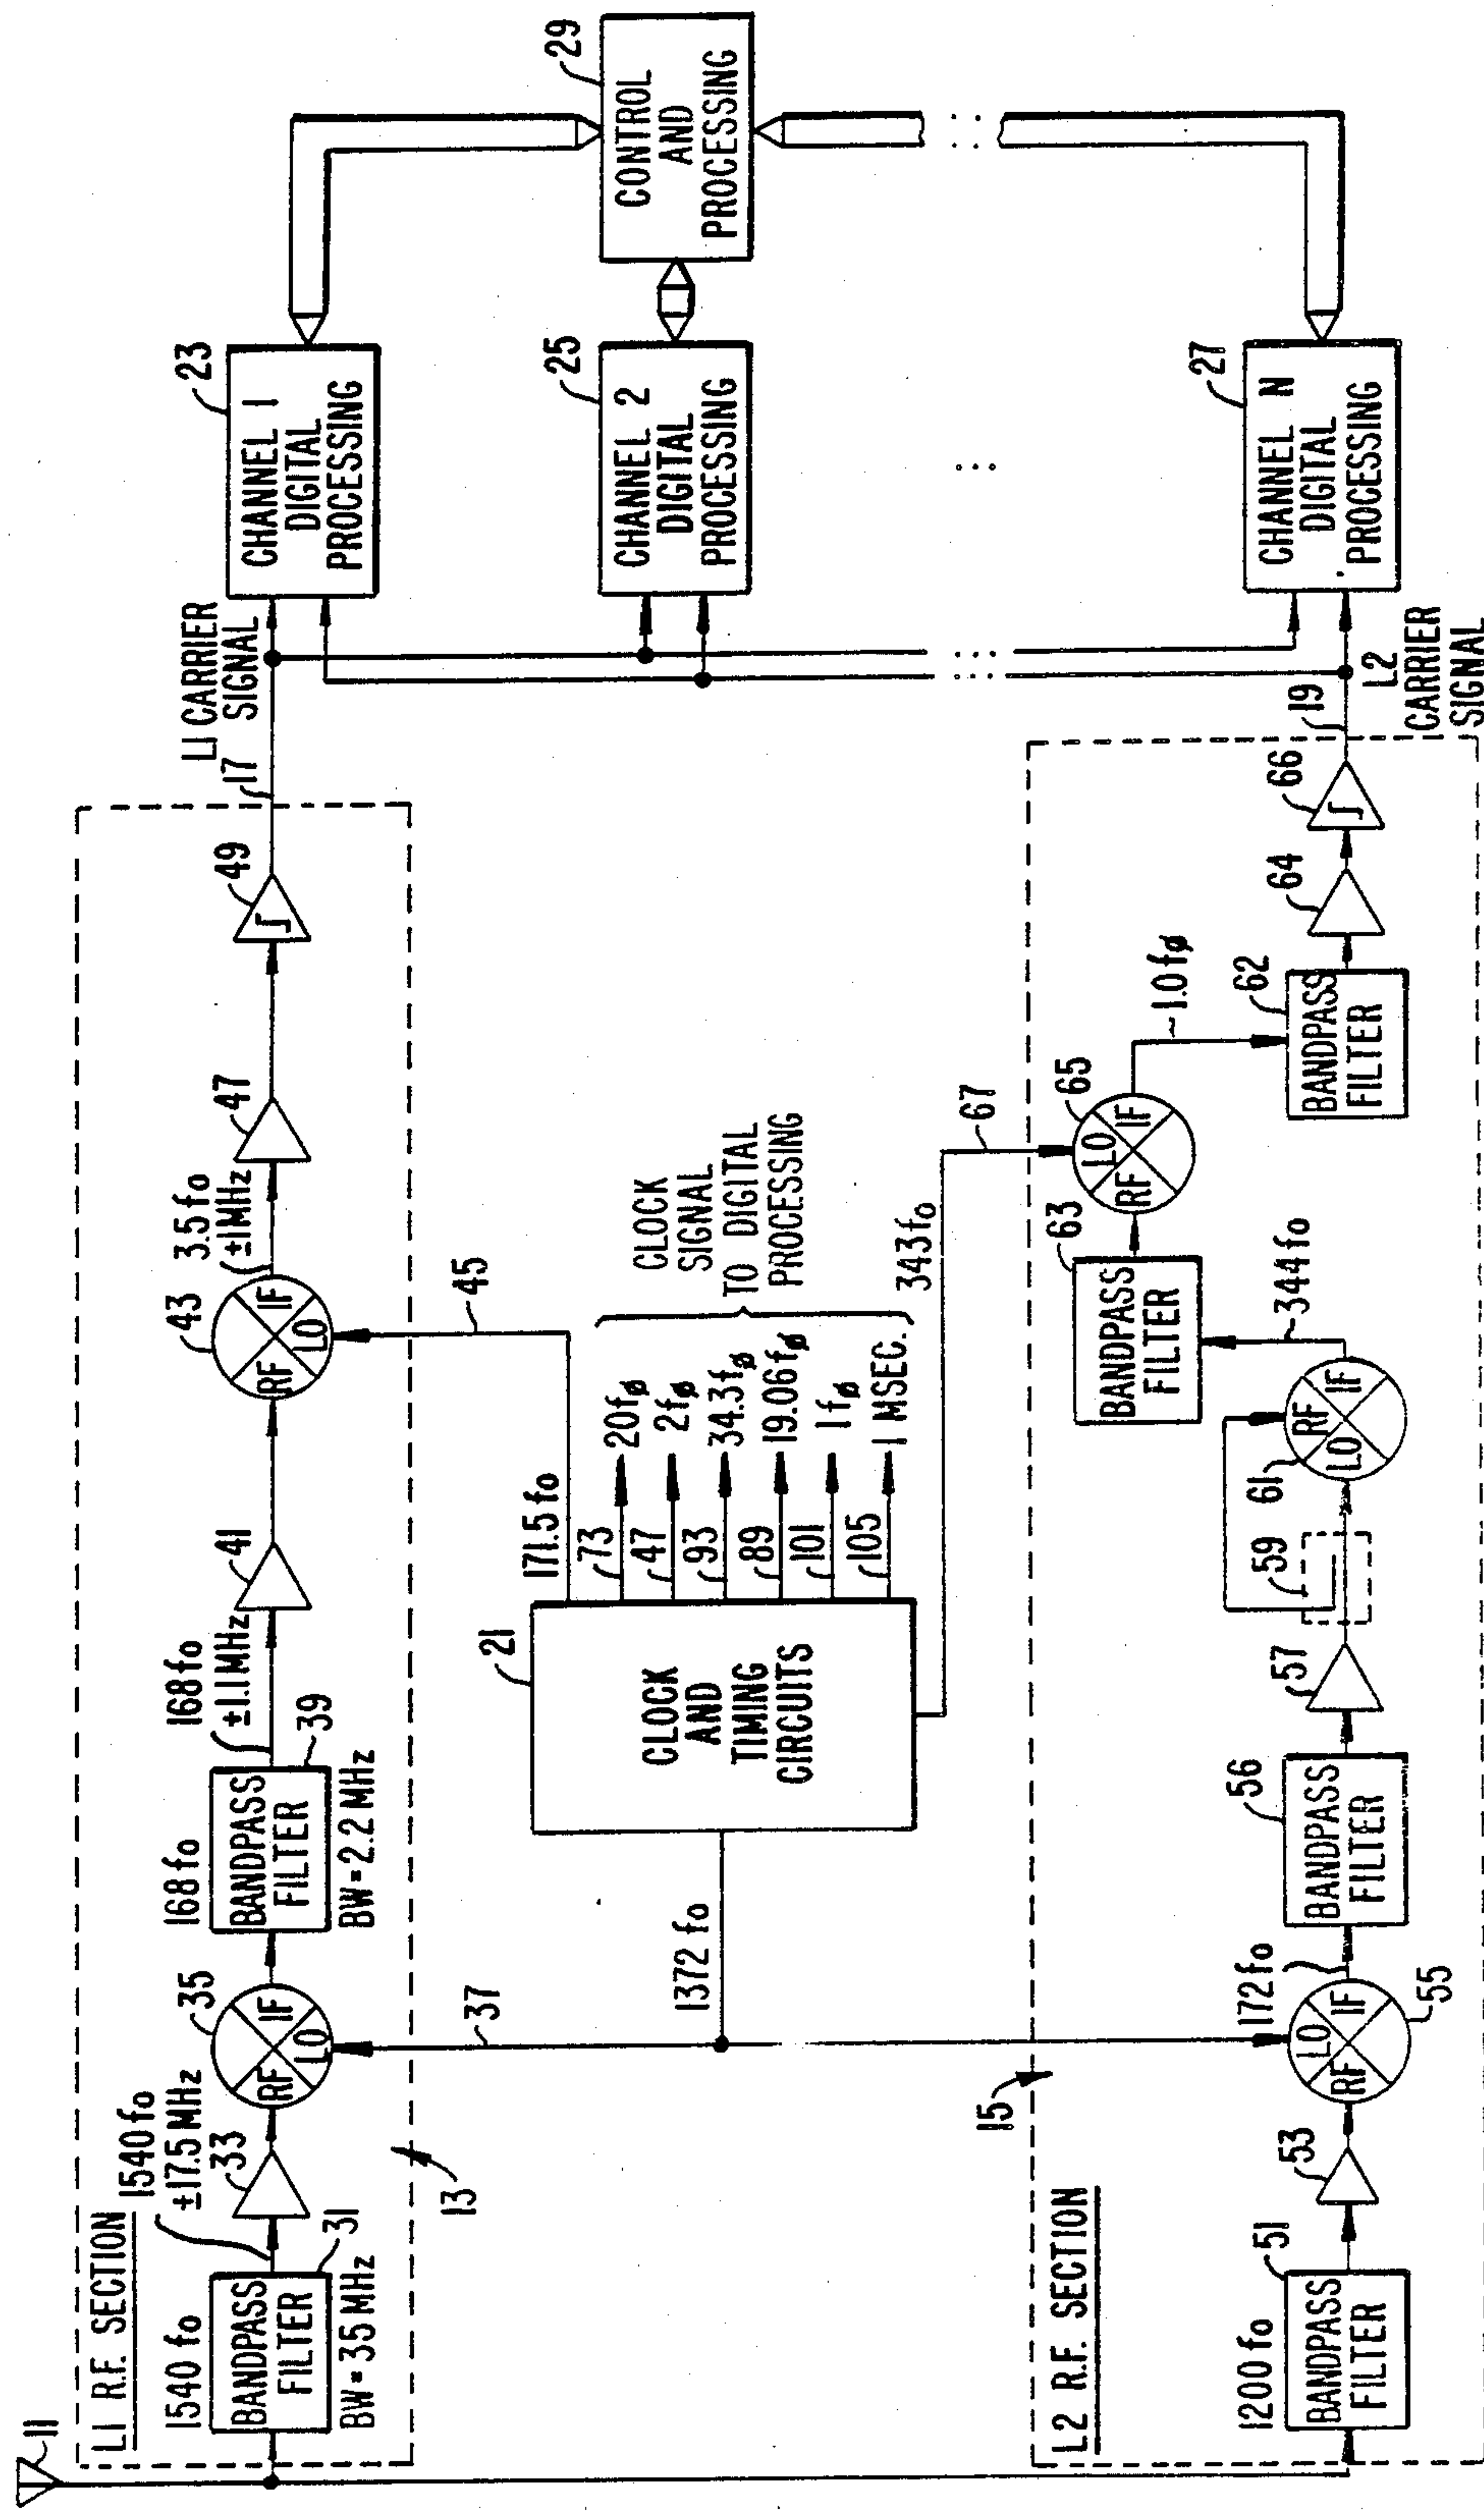 11
L1 R.F. SECTION
1540 fo
BANDPASS
FILTER
BW = 35 MHz
31
1540 fo
±17.5 MHz
33
35
RF
IF
LO
168 fo
BANDPASS
FILTER
BW = 2.2 MHz
39
168 fo
±1.1 MHz
41
43
RF
IF
LO
3.5 fo
±1MHz
47
49
17
L1 CARRIER
SIGNAL
13
37
1372 fo
21
CLOCK
AND
TIMING
CIRCUITS
171.5 fo
45
73
20fø
47
2fø
93
34.3fø
89
19.06fø
101
1 fø
105
1 MSEC.
CLOCK
SIGNAL
TO DIGITAL
PROCESSING
343fo
67
23
CHANNEL 1
DIGITAL
PROCESSING
25
CHANNEL 2
DIGITAL
PROCESSING
27
CHANNEL N
DIGITAL
PROCESSING
29
CONTROL
AND
PROCESSING
15
L2 R.F. SECTION
1200 fo
BANDPASS
FILTER
51
53
55
RF
LO
IF
172 fo
BANDPASS
FILTER
56
57
59
61
LO
RF
IF
344 fo
BANDPASS
FILTER
63
65
RF
LO
IF
1.0 fø
BANDPASS
FILTER
62
64
66
19
L2
CARRIER
SIGNAL